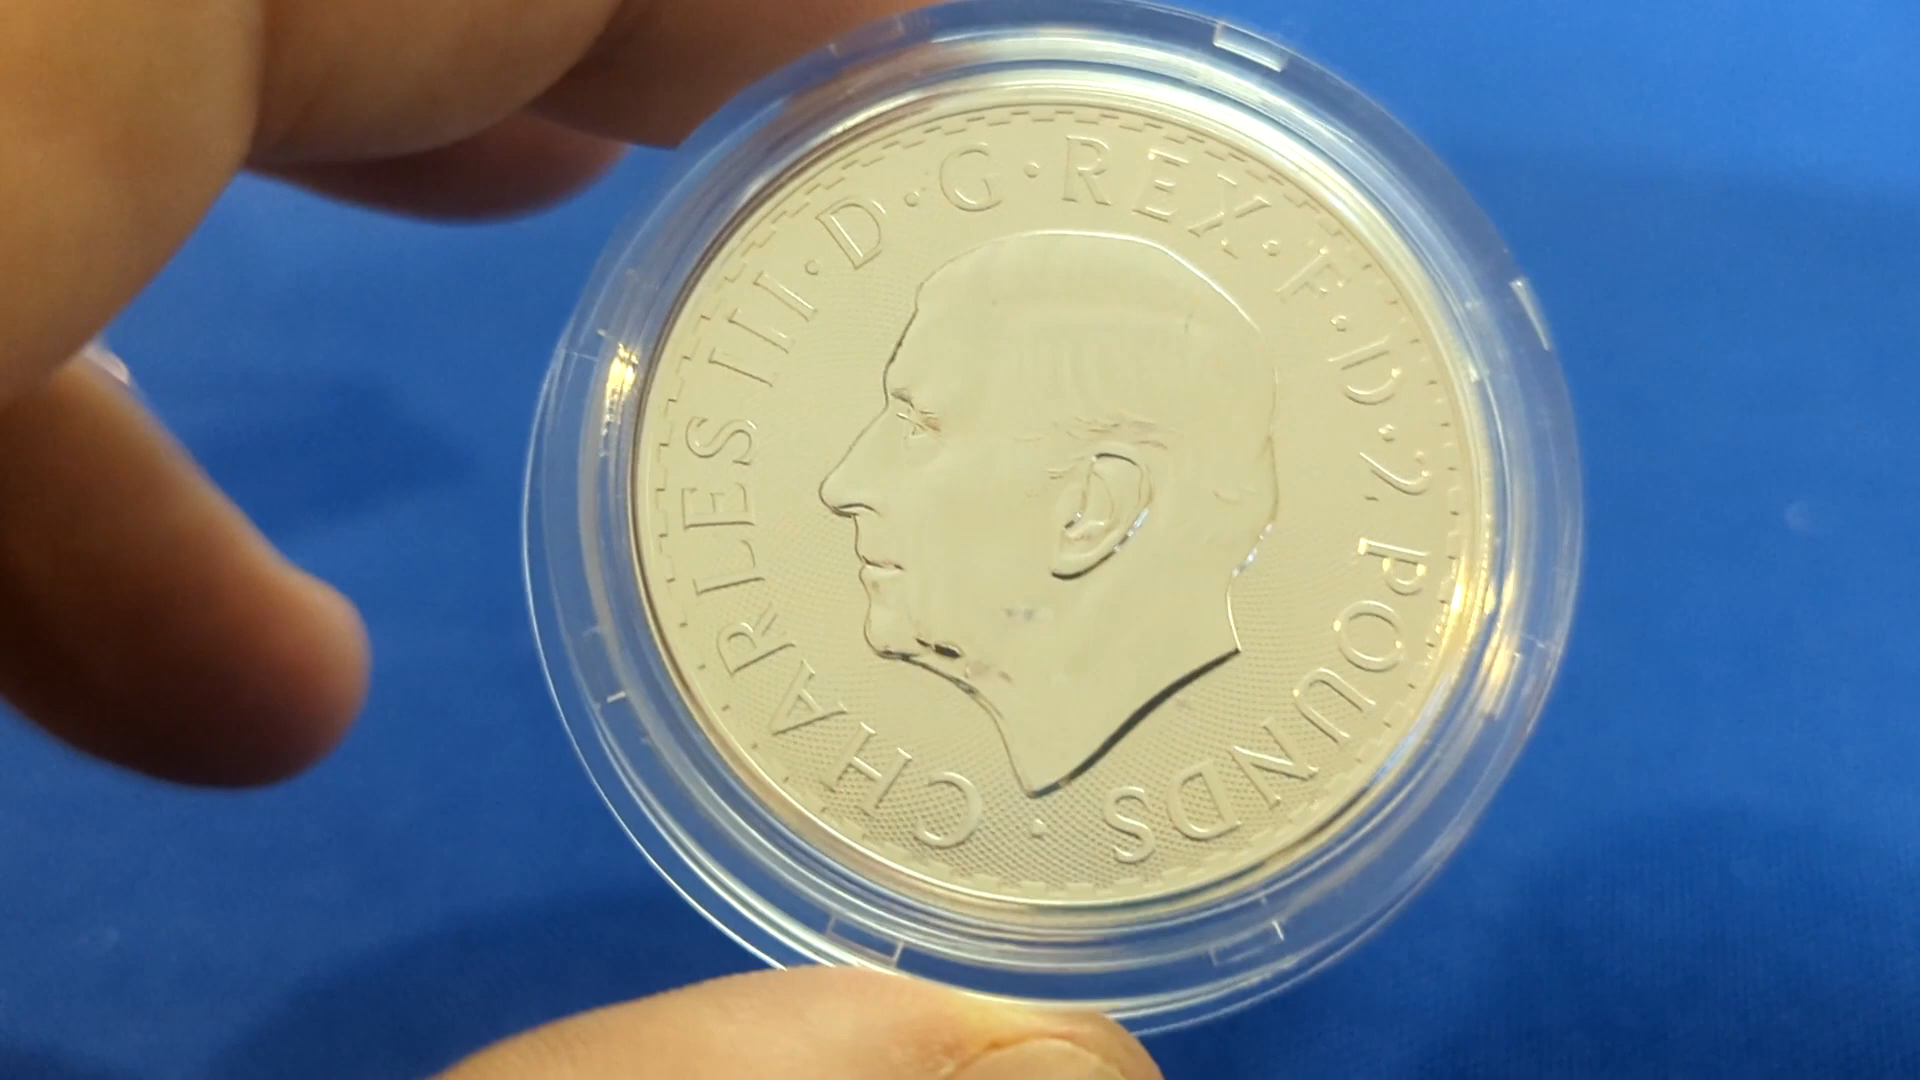 CHARLES III · D · G · REX · F · D · 2 POUNDS ·